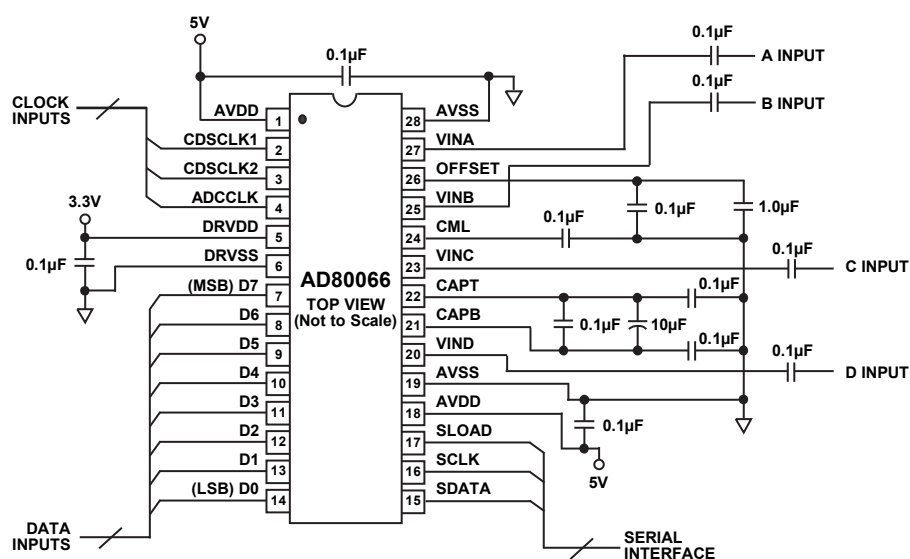 5V
0.1µF
0.1µF
A INPUT
0.1µF
B INPUT
CLOCK
INPUTS
AVDD
1
28
AVSS
CDSCLK1
2
27
VINA
CDSCLK2
3
26
OFFSET
ADCCLK
4
25
VINB
3.3V
0.1µF
1.0µF
DRVDD
5
24
CML
0.1µF
0.1µF
DRVSS
6
23
VINC
0.1µF
C INPUT
AD80066
TOP VIEW
(Not to Scale)
(MSB) D7
7
22
CAPT
0.1µF
D6
8
21
CAPB
0.1µF
10µF
0.1µF
D5
9
20
VIND
0.1µF
D INPUT
D4
10
19
AVSS
D3
11
18
AVDD
0.1µF
D2
12
17
SLOAD
D1
13
16
SCLK
5V
(LSB) D0
14
15
SDATA
DATA
INPUTS
SERIAL
INTERFACE